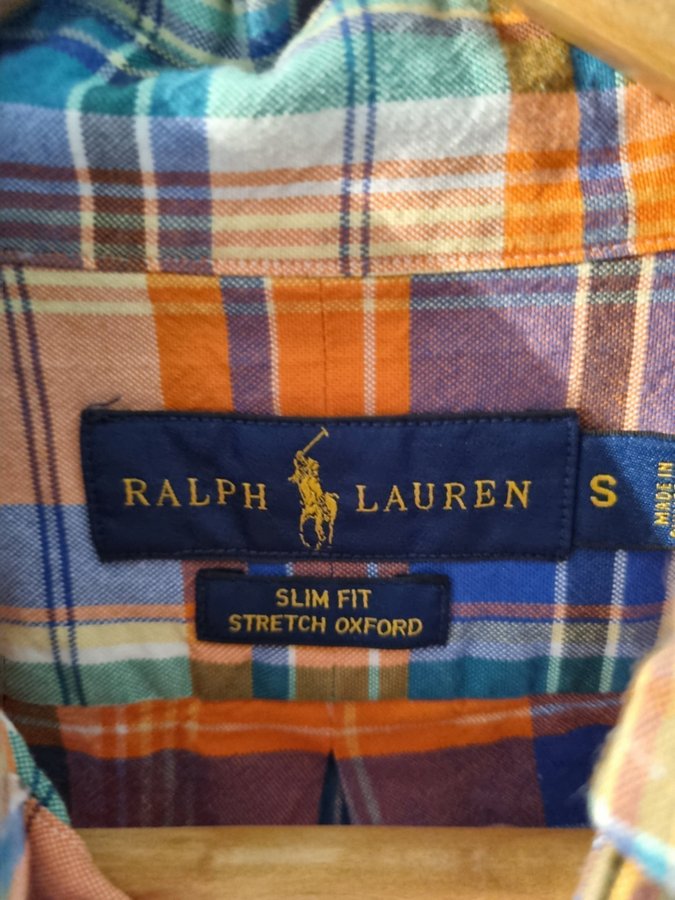 RALPH LAUREN
S
MADE IN
SLIM FIT
STRETCH OXFORD